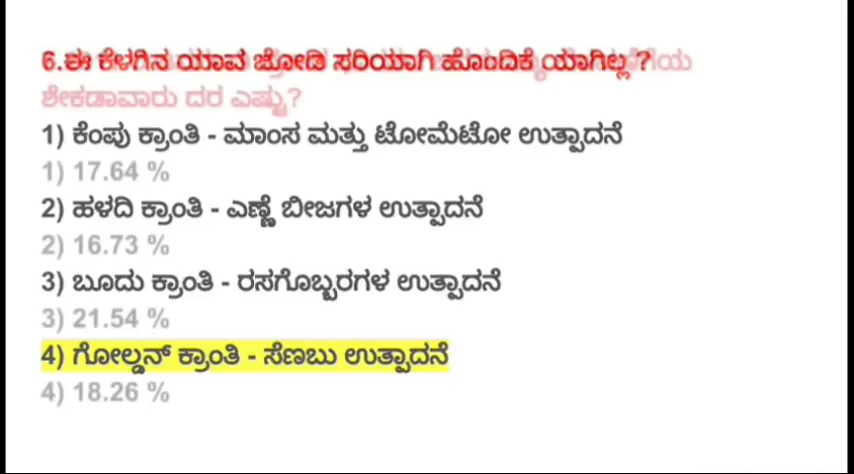 6.ಈ ಕೆಳಗಿನ ಯಾವ ಜೋಡಿ ಸರಿಯಾಗಿ ಹೊಂದಿಕೆಯಾಗಿಲ್ಲ?
ಶೇಕಡಾವಾರು ದರ ಎಷ್ಟು?
1) ಕೆಂಪು ಕ್ರಾಂತಿ - ಮಾಂಸ ಮತ್ತು ಟೋಮೆಟೋ ಉತ್ಪಾದನೆ
1) 17.64 %
2) ಹಳದಿ ಕ್ರಾಂತಿ - ಎಣ್ಣೆ ಬೀಜಗಳ ಉತ್ಪಾದನೆ
2) 16.73 %
3) ಬೂದು ಕ್ರಾಂತಿ - ರಸಗೊಬ್ಬರಗಳ ಉತ್ಪಾದನೆ
3) 21.54 %
4) ಗೋಲ್ಡನ್ ಕ್ರಾಂತಿ - ಸೆಣಬು ಉತ್ಪಾದನೆ
4) 18.26 %